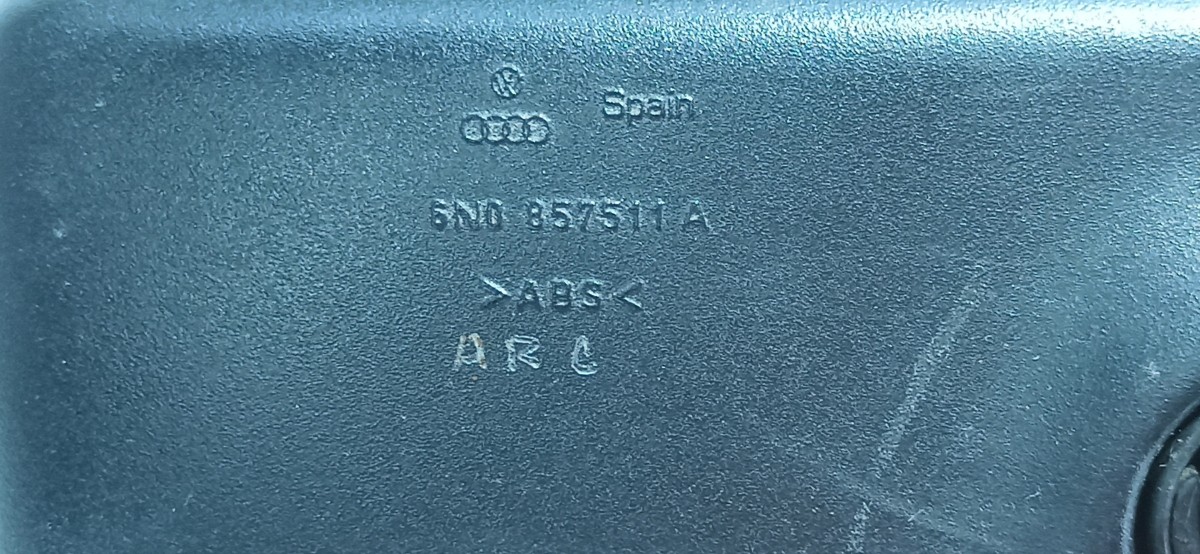 Spain
6N0 857511 A
>ABS<
ARC